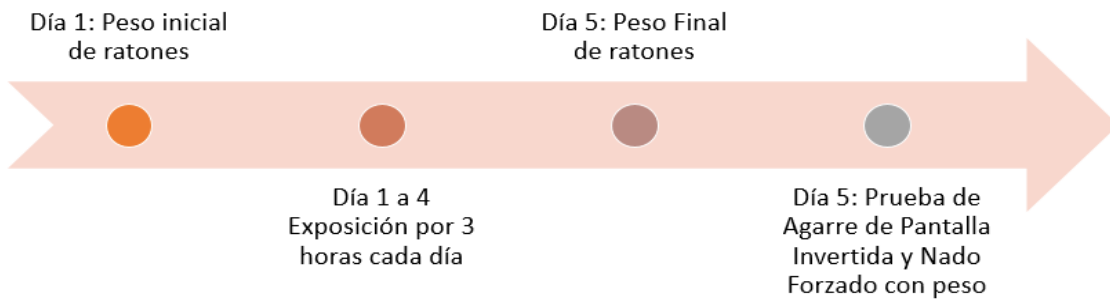 Día 1: Peso inicial
de ratones
Día 1 a 4
Exposición por 3
horas cada día
Día 5: Peso Final
de ratones
Día 5: Prueba de
Agarre de Pantalla
Invertida y Nado
Forzado con peso